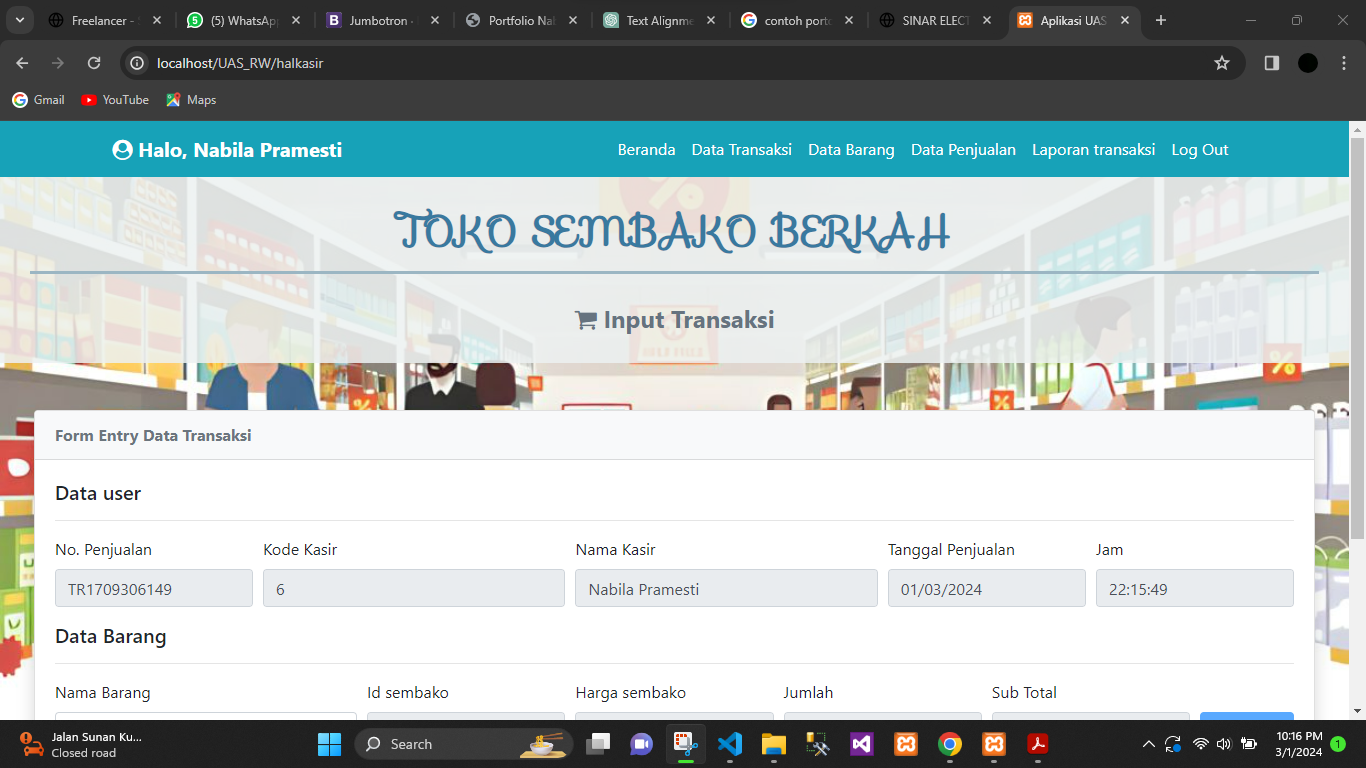 Freelancer -
(5) WhatsApp
Jumbotron ·
Portfolio Nab
Text Alignme
contoh porto
SINAR ELECT
Aplikasi UAS
localhost/UAS_RW/halkasir
Gmail YouTube Maps
Halo, Nabila Pramesti
Beranda Data Transaksi Data Barang Data Penjualan Laporan transaksi Log Out
TOKO SEMBAKO BERKAH
Input Transaksi
Form Entry Data Transaksi
Data user
No. Penjualan Kode Kasir Nama Kasir Tanggal Penjualan Jam
TR1709306149 6 Nabila Pramesti 01/03/2024 22:15:49
Data Barang
Nama Barang Id sembako Harga sembako Jumlah Sub Total
Jalan Sunan Ku...
Closed road
Search
10:16 PM
3/1/2024
1